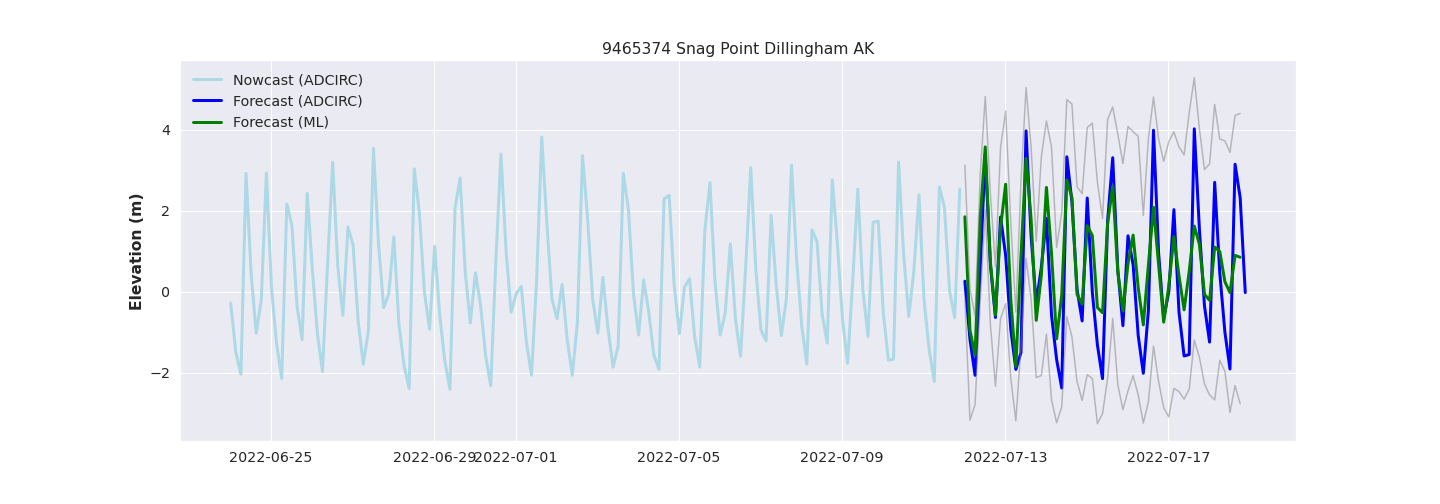 9465374 Snag Point Dillingham AK
Nowcast (ADCIRC)
Forecast (ADCIRC)
Forecast (ML)
Elevation (m)
4
2
0
−2
2022-06-25
2022-06-29
2022-07-01
2022-07-05
2022-07-09
2022-07-13
2022-07-17